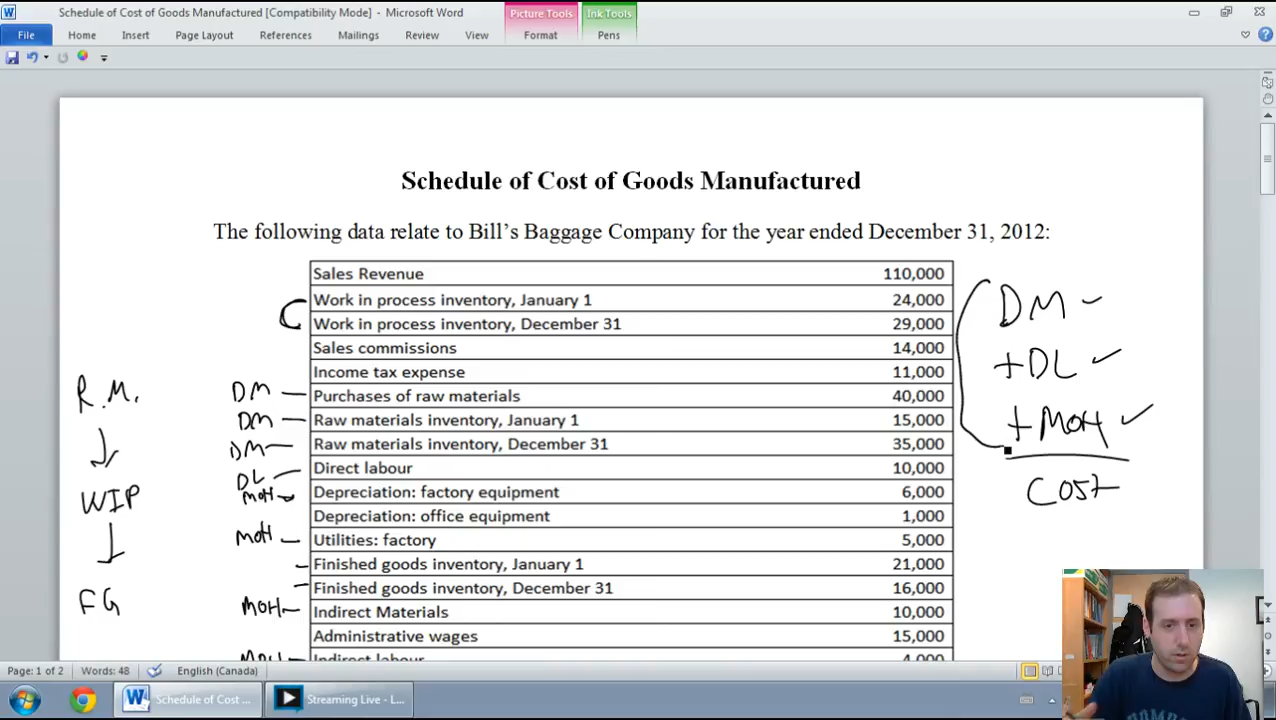 Schedule of Cost of Goods Manufactured [Compatibility Mode] - Microsoft Word
Picture Tools
Ink Tools
File Home Insert Page Layout References Mailings Review View Format Pens
Schedule of Cost of Goods Manufactured
The following data relate to Bill's Baggage Company for the year ended December 31, 2012:
Sales Revenue 110,000
Work in process inventory, January 1 24,000
Work in process inventory, December 31 29,000
Sales commissions 14,000
Income tax expense 11,000
DM Purchases of raw materials 40,000
DM Raw materials inventory, January 1 15,000
DM Raw materials inventory, December 31 35,000
DL Direct labour 10,000
MOH Depreciation: factory equipment 6,000
Depreciation: office equipment 1,000
MOH Utilities: factory 5,000
Finished goods inventory, January 1 21,000
Finished goods inventory, December 31 16,000
MOH Indirect Materials 10,000
Administrative wages 15,000
MOH Indirect labour 4,000
R.M.
WIP
FG
DM
+DL
+MOH
COST
Page: 1 of 2 Words: 48 English (Canada)
Schedule of Cost ...
Streaming Live - L...